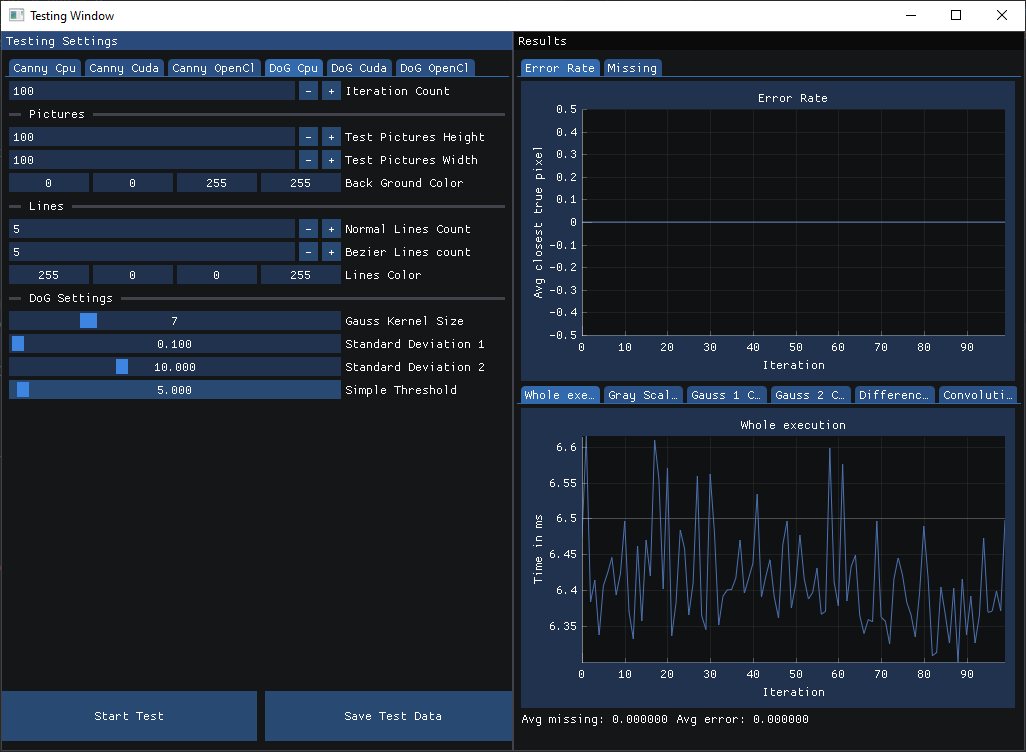 Testing Window
Testing Settings
Canny Cpu Canny Cuda Canny OpenCl DoG Cpu DoG Cuda DoG OpenCl
100 - + Iteration Count
Pictures
100 - + Test Pictures Height
100 - + Test Pictures Width
0 0 255 255 Back Ground Color
Lines
5 - + Normal Lines Count
5 - + Bezier Lines count
255 0 0 255 Lines Color
DoG Settings
7 Gauss Kernel Size
0.100 Standard Deviation 1
10.000 Standard Deviation 2
5.000 Simple Threshold
Start Test Save Test Data
Results
Error Rate Missing
Error Rate
Avg closest true pixel
0.5
0.4
0.3
0.2
0.1
0
-0.1
-0.2
-0.3
-0.4
-0.5
0 10 20 30 40 50 60 70 80 90
Iteration
Whole exe… Gray Scal… Gauss 1 C… Gauss 2 C… Differenc… Convoluti…
Whole execution
Time in ms
6.6
6.55
6.5
6.45
6.4
6.35
0 10 20 30 40 50 60 70 80 90
Iteration
Avg missing: 0.000000 Avg error: 0.000000